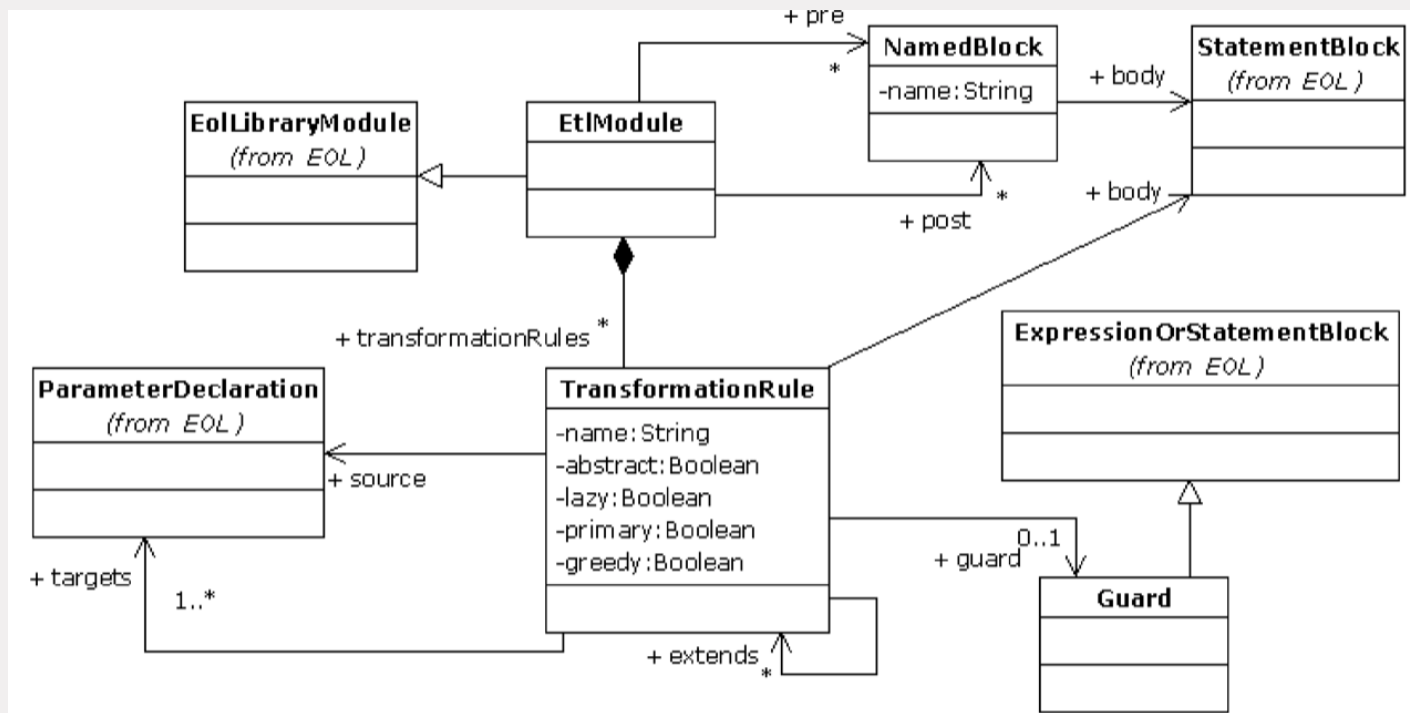 + pre
*
NamedBlock
-name:String
StatementBlock
(from EOL)
+ body
EolLibraryModule
(from EOL)
EtlModule
+ post
*
+ body
+ transformationRules
*
ExpressionOrStatementBlock
(from EOL)
ParameterDeclaration
(from EOL)
TransformationRule
-name:String
-abstract:Boolean
-lazy:Boolean
-primary:Boolean
-greedy:Boolean
+ source
+ targets
1..*
+ guard
0..1
Guard
+ extends
*